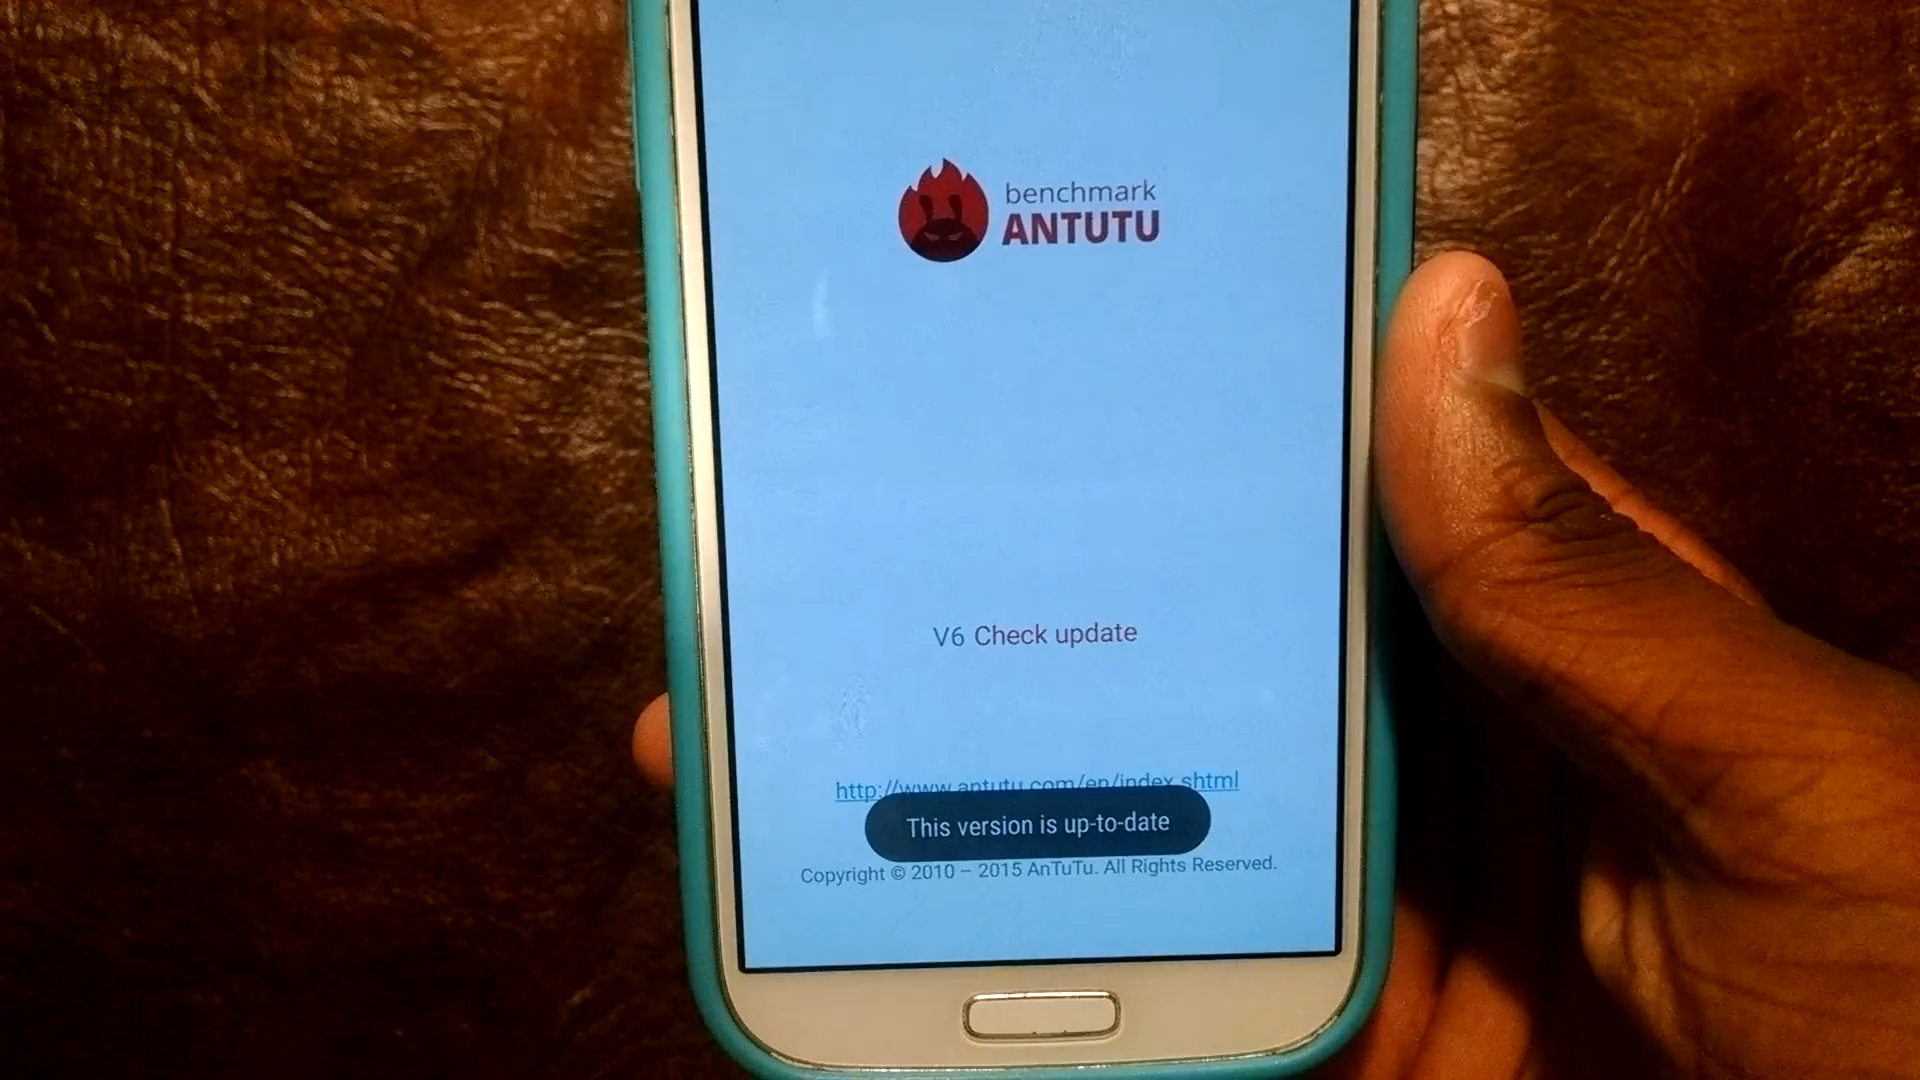 benchmark
ANTUTU
V6 Check update
http://www.antutu.com/en/index.shtml
This version is up-to-date
Copyright © 2010 – 2015 AnTuTu. All Rights Reserved.